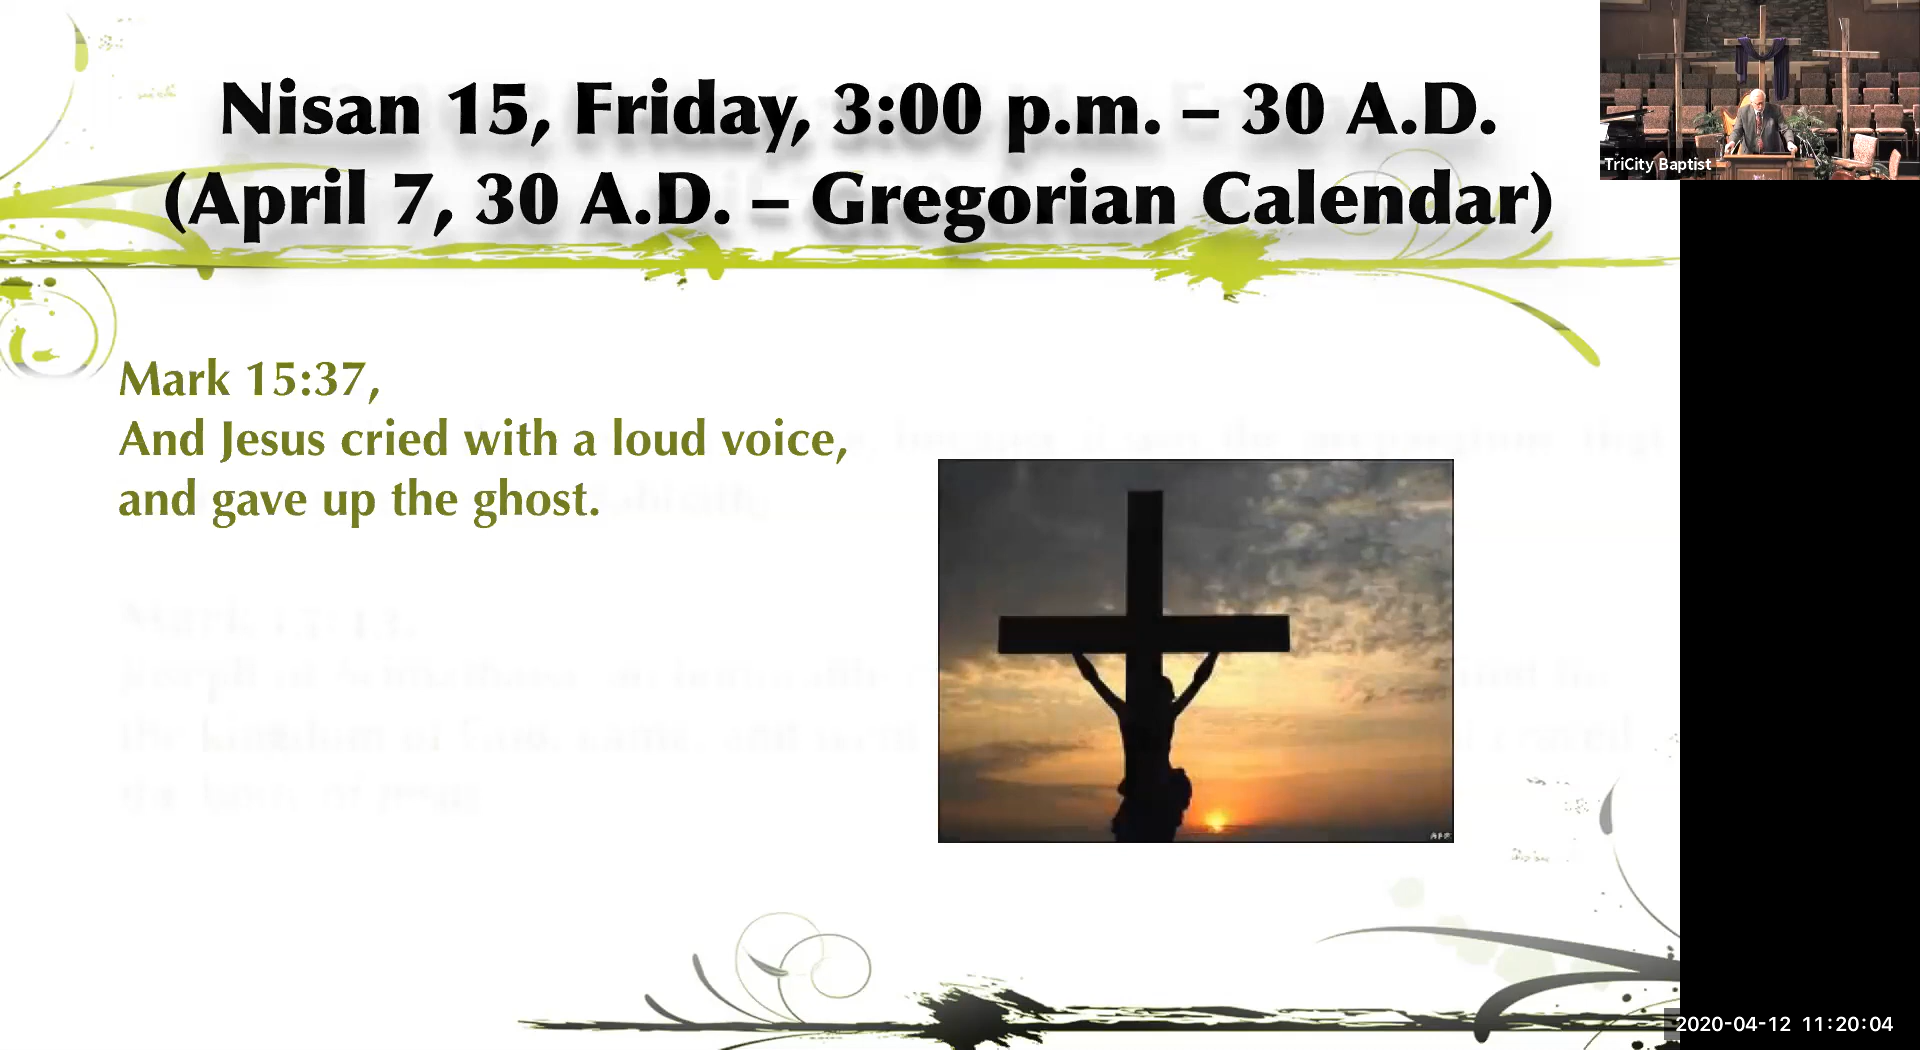 Nisan 15, Friday, 3:00 p.m. – 30 A.D.
(April 7, 30 A.D. – Gregorian Calendar)
TriCity Baptist
Mark 15:37,
And Jesus cried with a loud voice,
and gave up the ghost.
2020-04-12 11:20:04